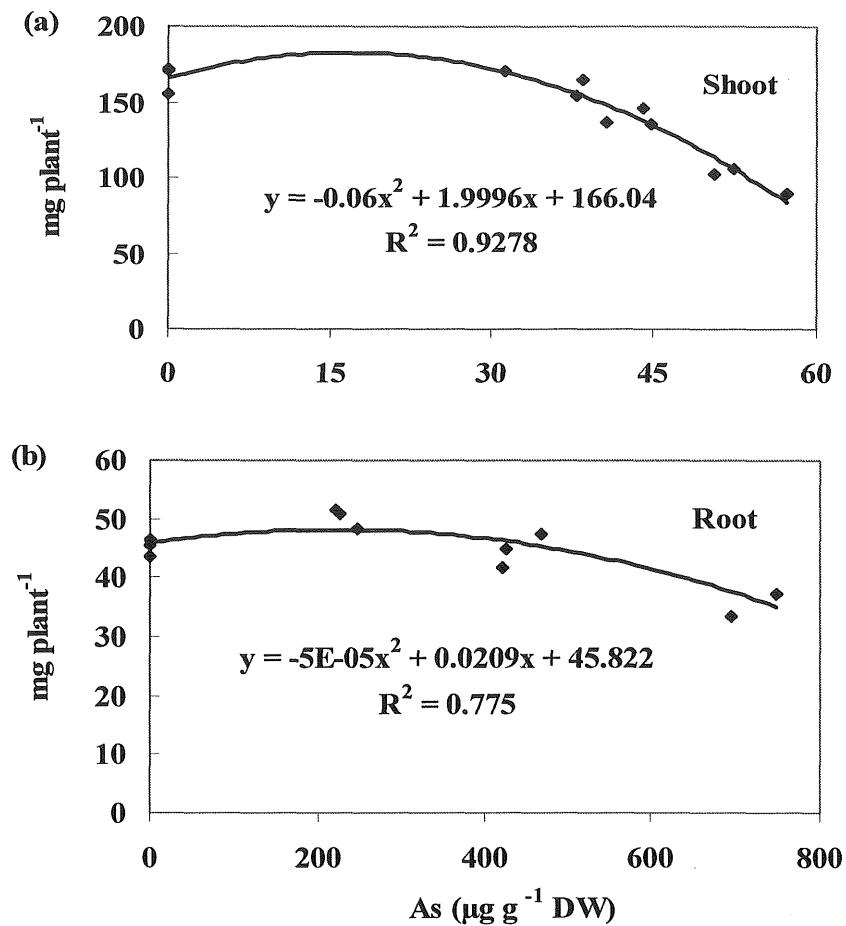 (a)
200
150
100
50
0
mg plant⁻¹
Shoot
y = -0.06x² + 1.9996x + 166.04
R² = 0.9278
0 15 30 45 60
(b)
60
50
40
30
20
10
0
mg plant⁻¹
Root
y = -5E-05x² + 0.0209x + 45.822
R² = 0.775
0 200 400 600 800
As (µg g ⁻¹ DW)